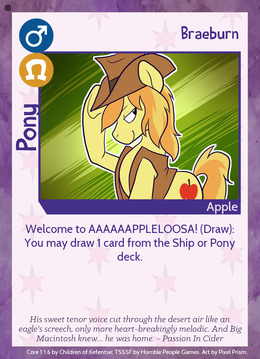 Braeburn
Pony
Apple
Welcome to AAAAAAPPLELOOSA! (Draw):
You may draw 1 card from the Ship or Pony
deck.
His sweet tenor voice cut through the desert air like an
eagle's screech, only more heart-breakingly melodic. And Big
Macintosh knew... he was home. - Passion In Cider
Core 1.1.6 by Children of Kefentse; TSSSF by Horrible People Games. Art by Pixel Prism.